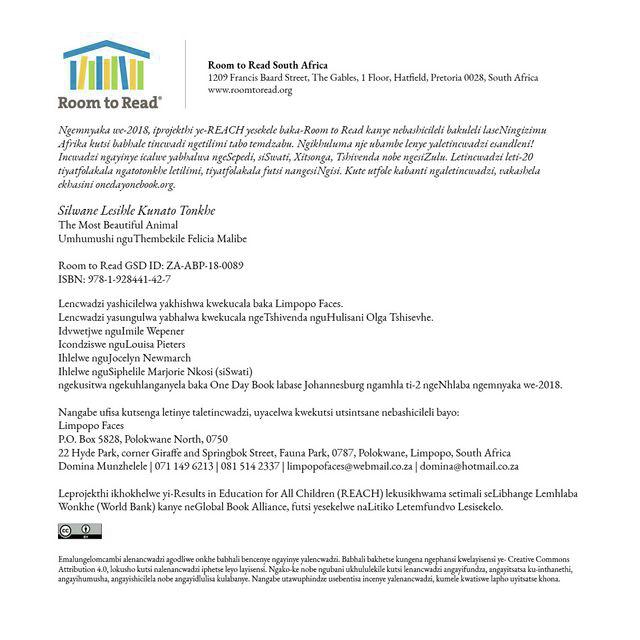 Room to Read®
Room to Read South Africa
1209 Francis Baard Street, The Gables, 1 Floor, Hatfield, Pretoria 0028, South Africa
www.roomtoread.org
Ngemnyaka we-2018, iprojekthi ye-REACH yesekele baka-Room to Read kanye nebashicileli bakuleli laseNingizimu
Afrika kutsi babhale tincwadi ngetilimi tabo temdzabu. Ngikhuluma nje ubambe lenye yaletincwadzi esandleni!
Incwadzi ngayinye icalwe yabhalwa ngeSepedi, siSwati, Xitsonga, Tshivenda nobe ngesiZulu. Letincwadzi leti-20
tiyatfolakala ngatotonkhe letilimi, tiyatfolakala futsi nangesiNgisi. Kute utfole kabanti ngaletincwadzi, vakashela
ekhasini onedayonebook.org.
Silwane Lesihle Kunato Tonkhe
The Most Beautiful Animal
Umhumushi nguThembekile Felicia Malibe
Room to Read GSD ID: ZA-ABP-18-0089
ISBN: 978-1-928441-42-7
Lencwadzi yashicilelwa yakhishwa kwekucala baka Limpopo Faces.
Lencwadzi yasungulwa yabhalwa kwekucala ngeTshivenda nguHulisani Olga Tshisevhe.
Idvwetjwe nguImile Wepener
Icondziswe nguLouisa Pieters
Ihlelwe nguJocelyn Newmarch
Ihlelwe nguSiphelile Marjorie Nkosi (siSwati)
ngekusitwa ngekuhlanganyela baka One Day Book labase Johannesburg ngamhla ti-2 ngeNhlaba ngemnyaka we-2018.
Nangabe ufisa kutsenga letinye taletincwadzi, uyacelwa kwekutsi utsintsane nebashicileli bayo:
Limpopo Faces
P.O. Box 5828, Polokwane North, 0750
22 Hyde Park, corner Giraffe and Springbok Street, Fauna Park, 0787, Polokwane, Limpopo, South Africa
Domina Munzhelele | 071 149 6213 | 081 514 2337 | limpopofaces@webmail.co.za | domina@hotmail.co.za
Leprojekthi ikhokhelwe yi-Results in Education for All Children (REACH) lekusikhwama setimali seLibhange Lemhlaba
Wonkhe (World Bank) kanye neGlobal Book Alliance, futsi yesekelwe naLitiko Letemfundvo Lesisekelo.
cc BY
Emalungelomcambi alenancwadzi agodliwe onkhe babhali bencenye ngayinye yalencwadzi. Babhali bakhetse kungena ngephansi kwelayisensi ye- Creative Commons
Attribution 4.0, lokusho kutsi nalenancwadzi iphetse leyo layisensi. Ngako-ke nobe ngubani ukhululekile kutsi lenancwadzi angayifundza, angayitsatsa ku-inthanethi,
angayihumusha, angayishicilela nobe angayidlulisa kulabanye. Nangabe utawuphindze usebentisa incenye yalenancwadzi, kumele kwatiswe lapho uyitsatse khona.